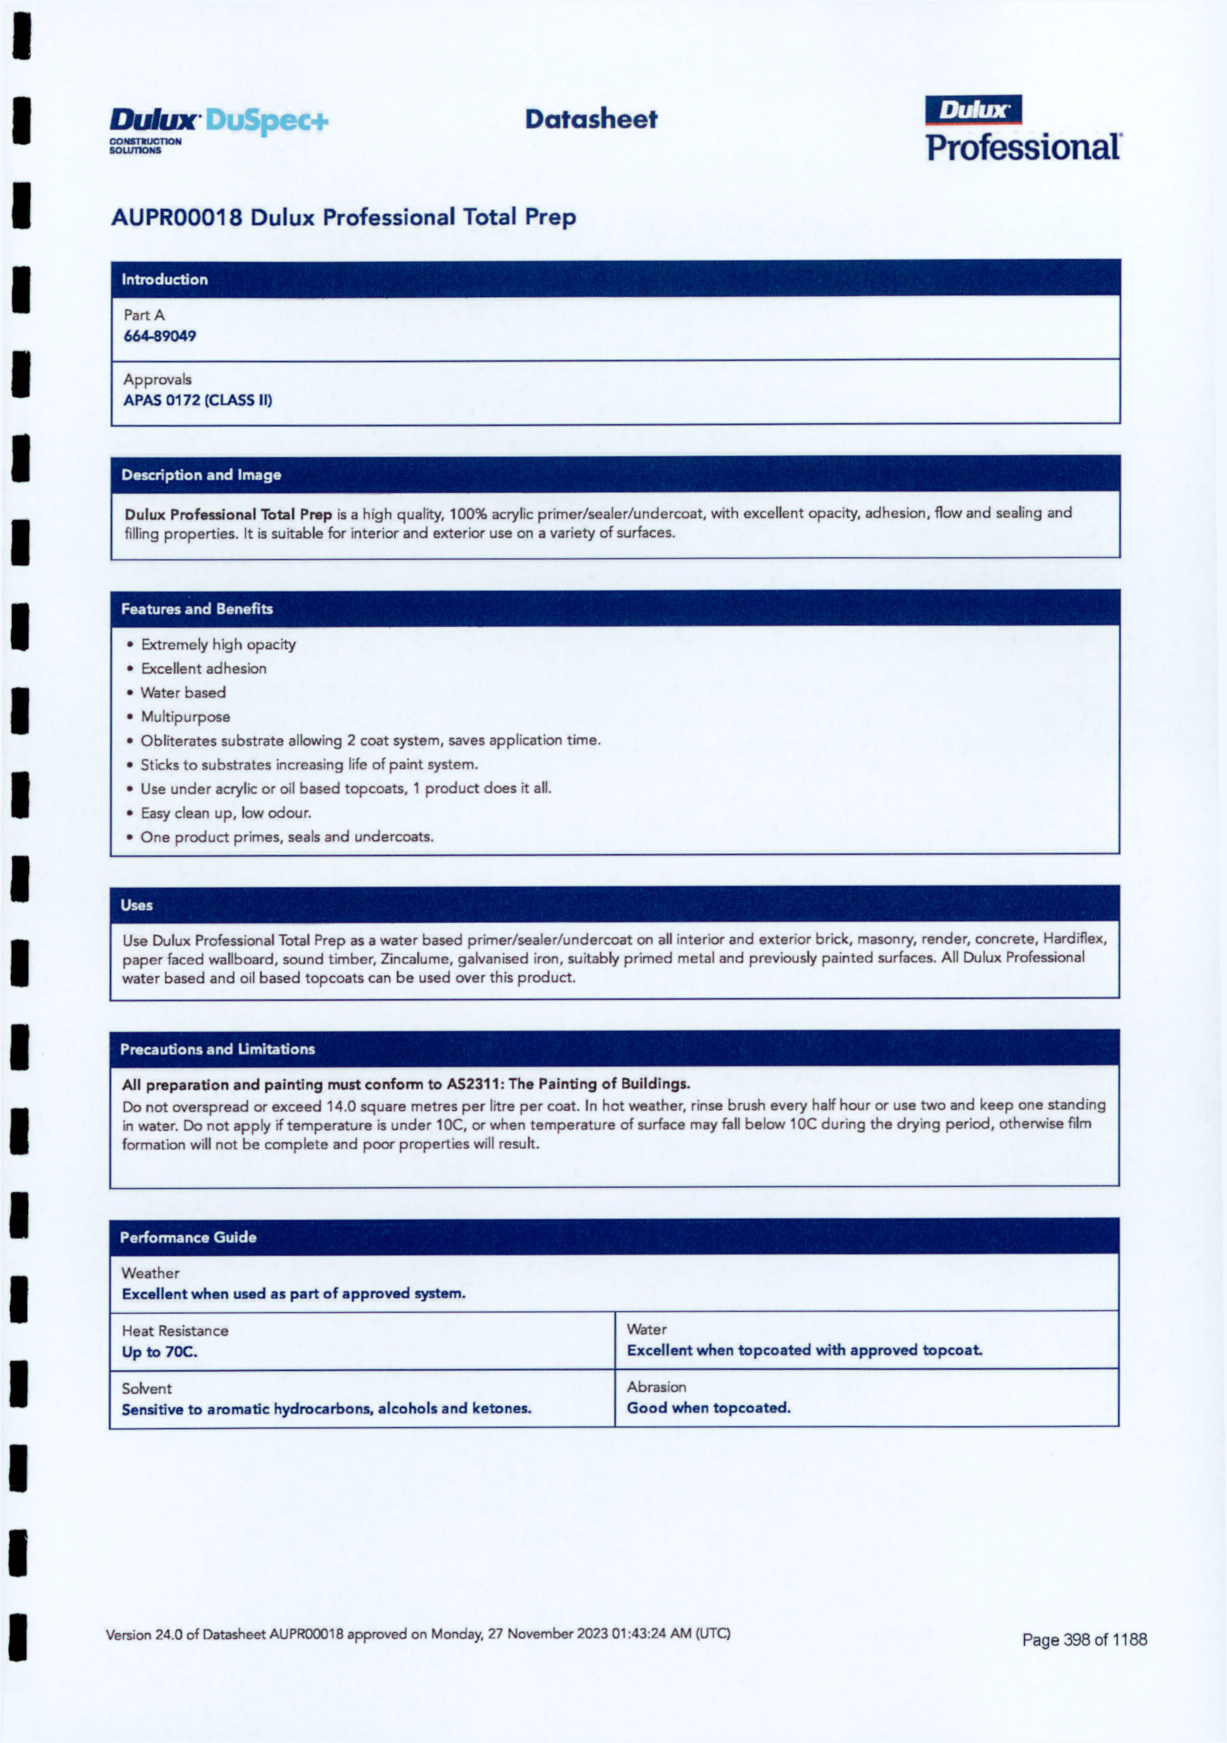 Dulux DuSpec+
CONSTRUCTION
SOLUTIONS
Datasheet
Dulux
Professional
AUPR00018 Dulux Professional Total Prep
Introduction
Part A
664-89049
Approvals
APAS 0172 (CLASS II)
Description and Image
Dulux Professional Total Prep is a high quality, 100% acrylic primer/sealer/undercoat, with excellent opacity, adhesion, flow and sealing and
filling properties. It is suitable for interior and exterior use on a variety of surfaces.
Features and Benefits
• Extremely high opacity
• Excellent adhesion
• Water based
• Multipurpose
• Obliterates substrate allowing 2 coat system, saves application time.
• Sticks to substrates increasing life of paint system.
• Use under acrylic or oil based topcoats, 1 product does it all.
• Easy clean up, low odour.
• One product primes, seals and undercoats.
Uses
Use Dulux Professional Total Prep as a water based primer/sealer/undercoat on all interior and exterior brick, masonry, render, concrete, Hardiflex,
paper faced wallboard, sound timber, Zincalume, galvanised iron, suitably primed metal and previously painted surfaces. All Dulux Professional
water based and oil based topcoats can be used over this product.
Precautions and Limitations
All preparation and painting must conform to AS2311: The Painting of Buildings.
Do not overspread or exceed 14.0 square metres per litre per coat. In hot weather, rinse brush every half hour or use two and keep one standing
in water. Do not apply if temperature is under 10C, or when temperature of surface may fall below 10C during the drying period, otherwise film
formation will not be complete and poor properties will result.
Performance Guide
Weather
Excellent when used as part of approved system.
Heat Resistance
Up to 70C.
Water
Excellent when topcoated with approved topcoat.
Solvent
Sensitive to aromatic hydrocarbons, alcohols and ketones.
Abrasion
Good when topcoated.
Version 24.0 of Datasheet AUPR00018 approved on Monday, 27 November 2023 01:43:24 AM (UTC)
Page 398 of 1188